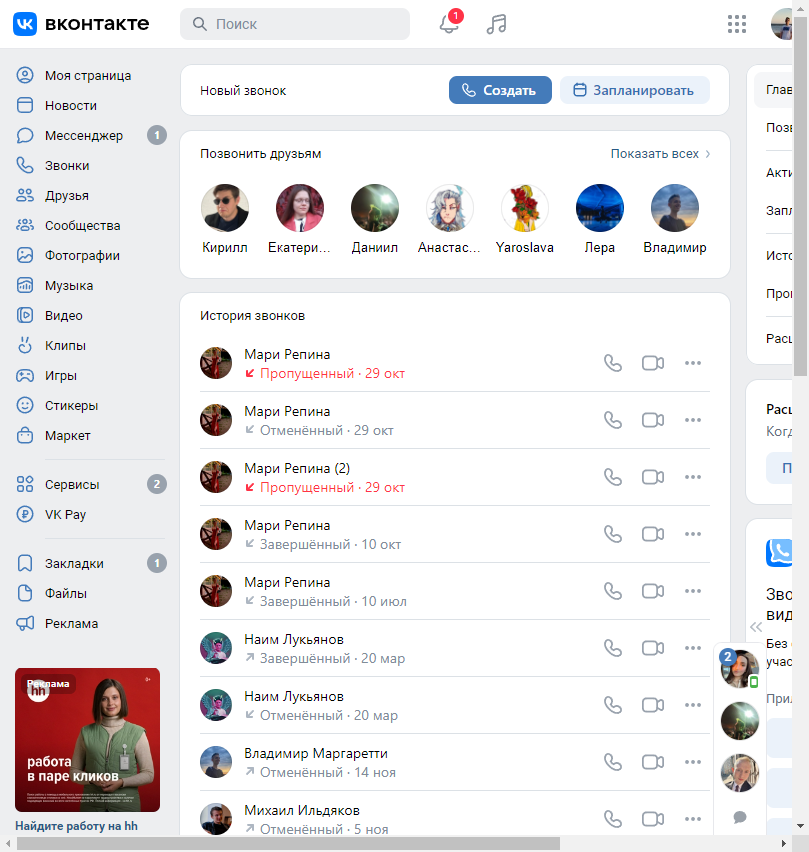 вконтакте
Поиск
1
Моя страница
Новости
Мессенджер 1
Звонки
Друзья
Сообщества
Фотографии
Музыка
Видео
Клипы
Игры
Стикеры
Маркет
Сервисы 2
VK Pay
Закладки 1
Файлы
Реклама
Реклама
hh
работа
в паре кликов
Найдите работу на hh
Новый звонок
Создать
Запланировать
Позвонить друзьям
Показать всех
Кирилл
Екатери...
Даниил
Анастас...
Yaroslava
Лера
Владимир
История звонков
Мари Репина
Пропущенный · 29 окт
Мари Репина
Отменённый · 29 окт
Мари Репина (2)
Пропущенный · 29 окт
Мари Репина
Завершённый · 10 окт
Мари Репина
Завершённый · 10 июл
Наим Лукьянов
Завершённый · 20 мар
Наим Лукьянов
Отменённый · 20 мар
Владимир Маргаретти
Отменённый · 14 ноя
Михаил Ильдяков
Отменённый · 5 ноя
Глав
Позв
Акти
Запл
Исто
Про
Расш
Расш
Когд
П
Зво
вид
Без
учас
При
2